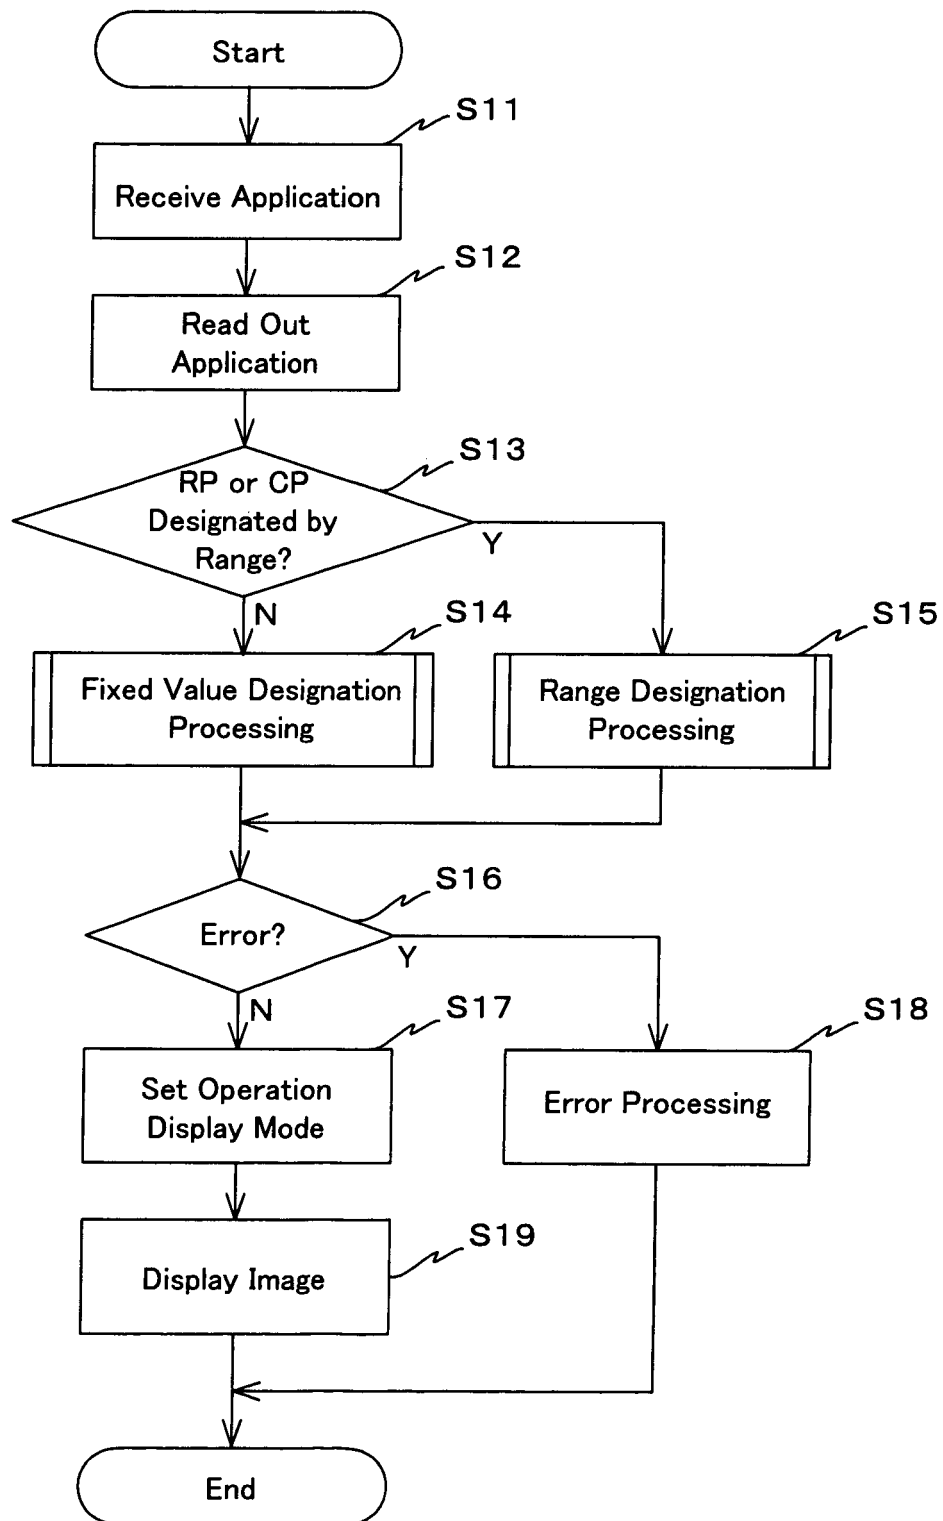 Start
S11
Receive Application
S12
Read Out
Application
S13
RP or CP
Designated by
Range?
Y
N
S14
S15
Fixed Value Designation
Processing
Range Designation
Processing
S16
Error?
Y
N
S17
S18
Set Operation
Display Mode
Error Processing
S19
Display Image
End